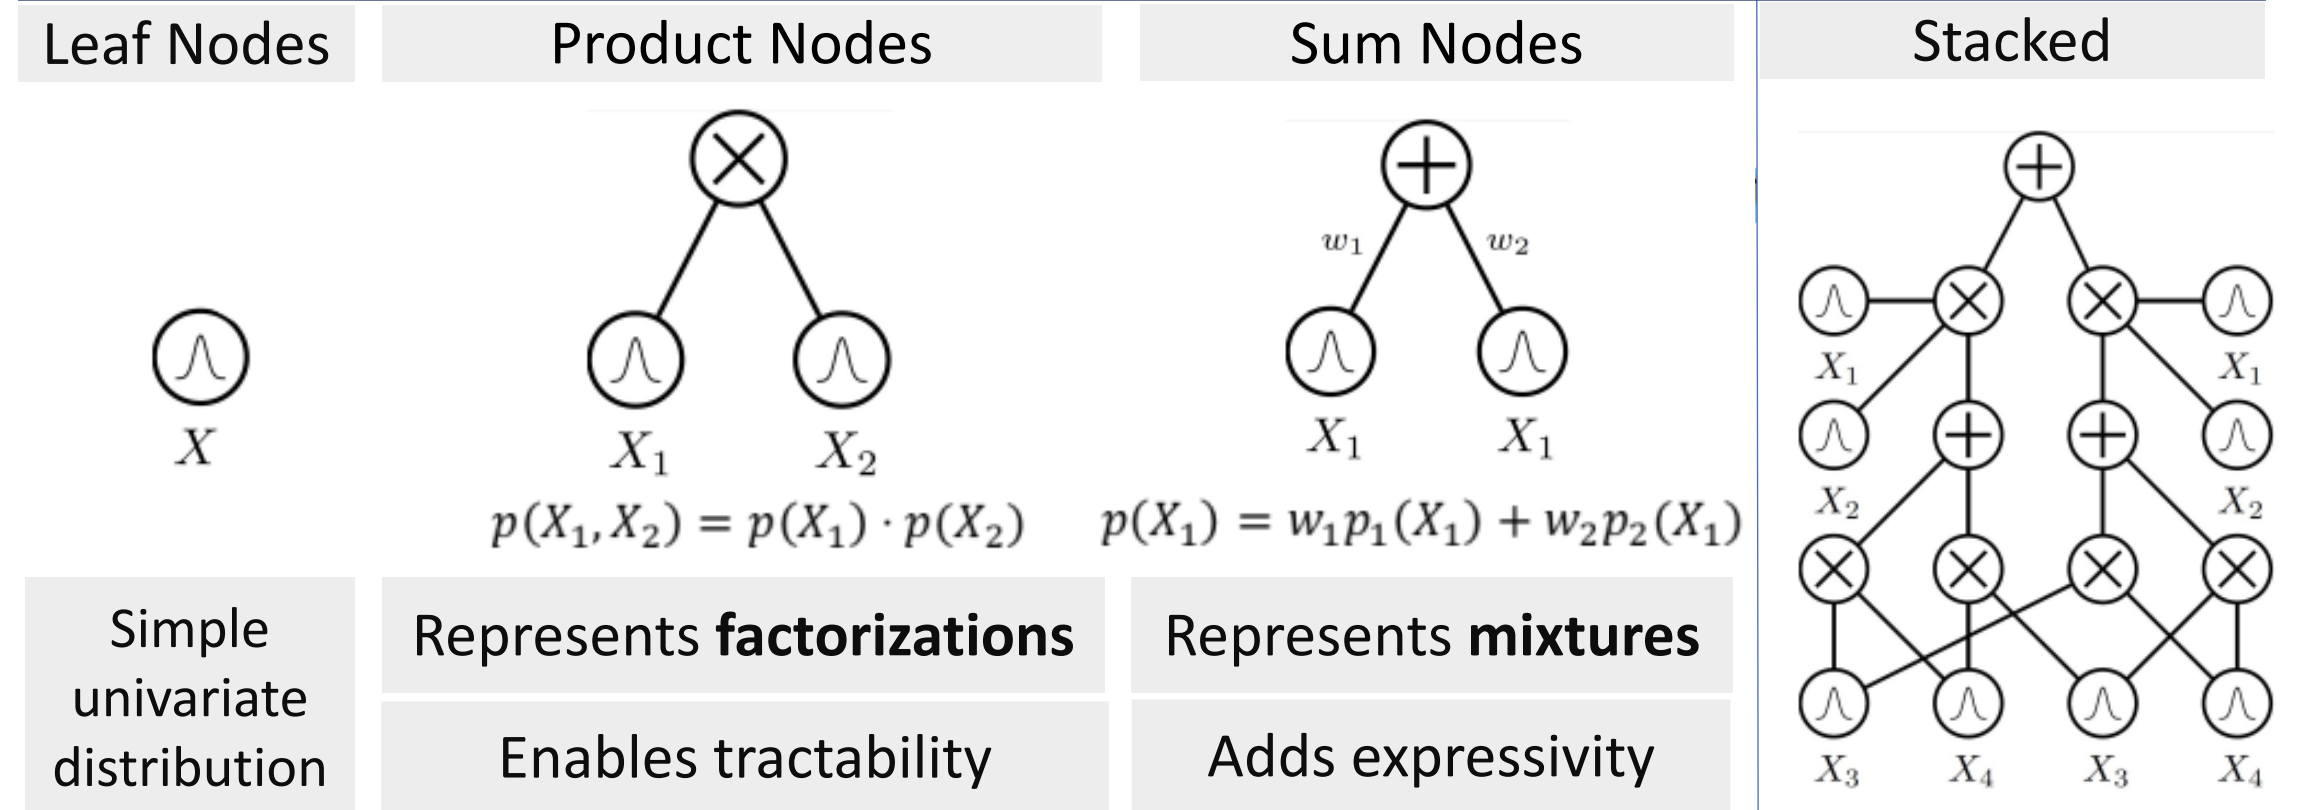 Leaf Nodes
X
Simple
univariate
distribution
Product Nodes
X₁ X₂
p(X₁, X₂) = p(X₁) · p(X₂)
Represents factorizations
Enables tractability
Sum Nodes
w₁ w₂
X₁ X₁
p(X₁) = w₁p₁(X₁) + w₂p₂(X₁)
Represents mixtures
Adds expressivity
Stacked
X₁ X₁
X₂ X₂
X₃ X₄ X₃ X₄